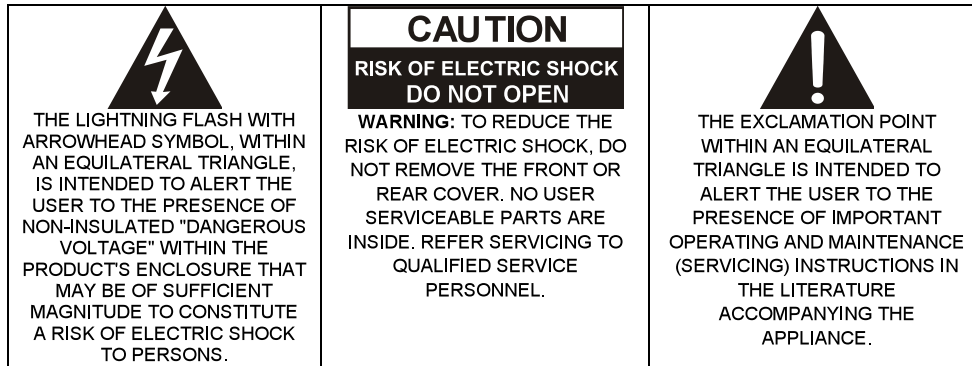 THE LIGHTNING FLASH WITH
ARROWHEAD SYMBOL, WITHIN
AN EQUILATERAL TRIANGLE,
IS INTENDED TO ALERT THE
USER TO THE PRESENCE OF
NON-INSULATED "DANGEROUS
VOLTAGE" WITHIN THE
PRODUCT'S ENCLOSURE THAT
MAY BE OF SUFFICIENT
MAGNITUDE TO CONSTITUTE
A RISK OF ELECTRIC SHOCK
TO PERSONS.
CAUTION
RISK OF ELECTRIC SHOCK
DO NOT OPEN
WARNING: TO REDUCE THE
RISK OF ELECTRIC SHOCK, DO
NOT REMOVE THE FRONT OR
REAR COVER. NO USER
SERVICEABLE PARTS ARE
INSIDE. REFER SERVICING TO
QUALIFIED SERVICE
PERSONNEL.
THE EXCLAMATION POINT
WITHIN AN EQUILATERAL
TRIANGLE IS INTENDED TO
ALERT THE USER TO THE
PRESENCE OF IMPORTANT
OPERATING AND MAINTENANCE
(SERVICING) INSTRUCTIONS IN
THE LITERATURE
ACCOMPANYING THE
APPLIANCE.